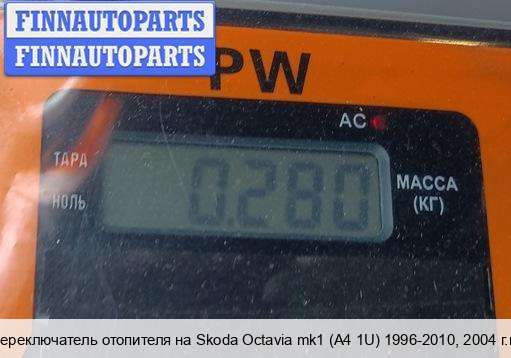 FINNAUTOPARTS
FINNAUTOPARTS
PW
AC
ТАРА
0.280
МАССА
НОЛЬ
(КГ)
ереключатель отопителя на Skoda Octavia mk1 (A4 1U) 1996-2010, 2004 г.